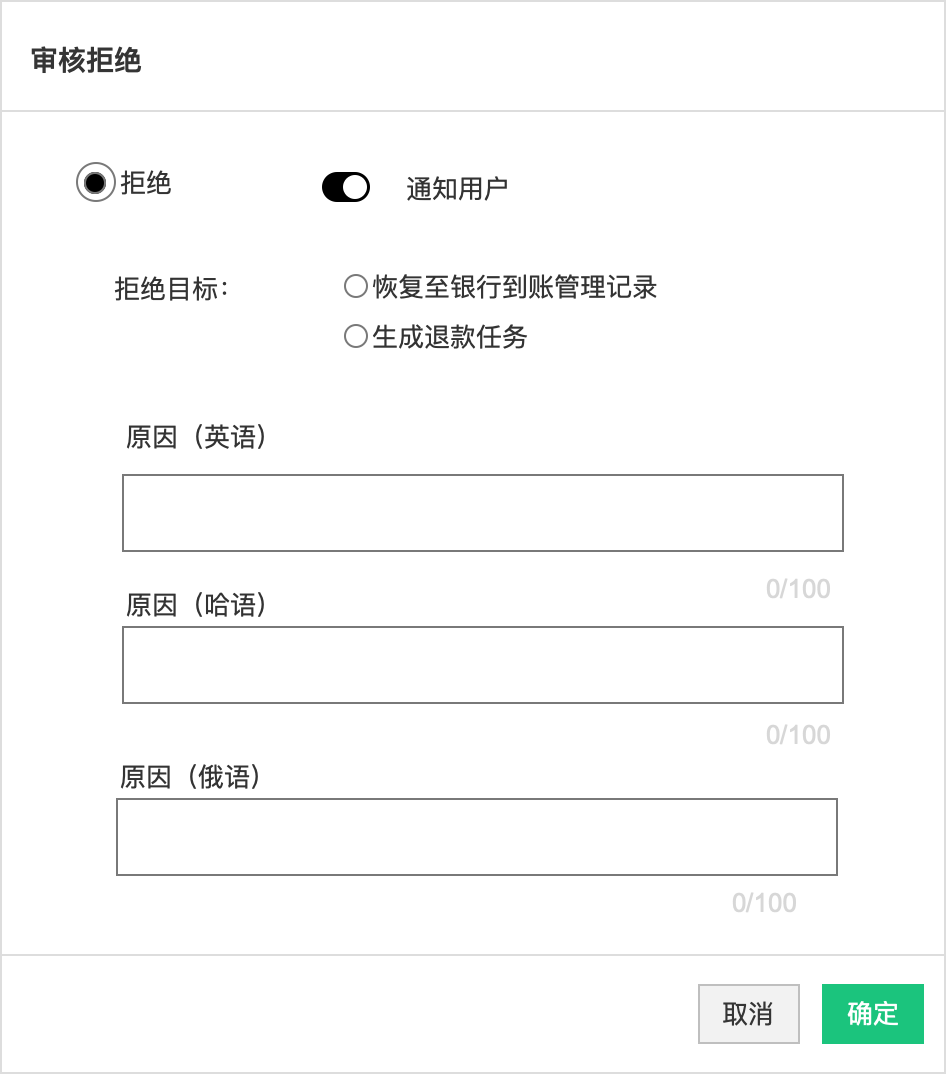 审核拒绝
拒绝
通知用户
拒绝目标：
恢复至银行到账管理记录
生成退款任务
原因（英语）
0/100
原因（哈语）
0/100
原因（俄语）
0/100
取消
确定